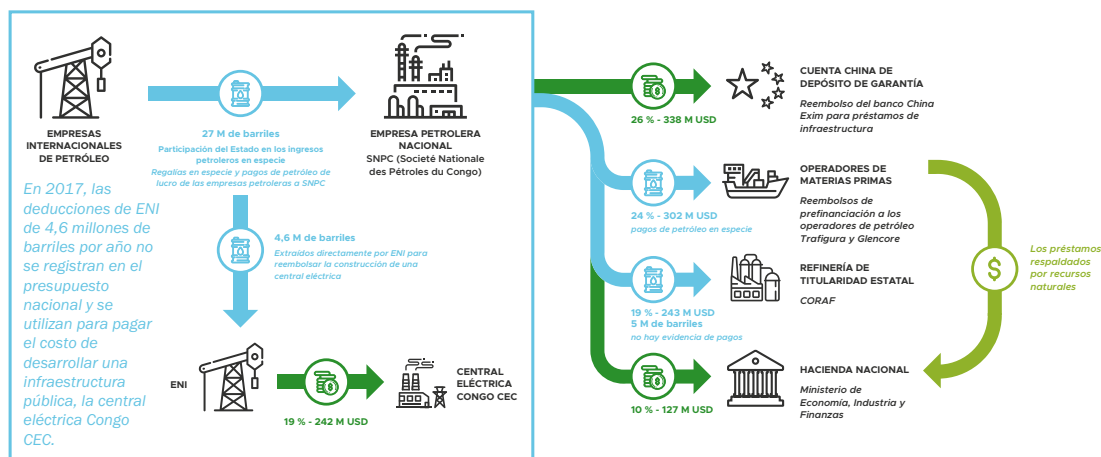 EMPRESAS
INTERNACIONALES
DE PETRÓLEO
27 M de barriles
Participación del Estado en los ingresos
petroleros en especie
Regalías en especie y pagos de petróleo de
lucro de las empresas petroleras a SNPC
EMPRESA PETROLERA
NACIONAL
SNPC (Societé Nationale
des Pétroles du Congo)
En 2017, las
deducciones de ENI
de 4,6 millones de
barriles por año no
se registran en el
presupuesto
nacional y se
utilizan para pagar
el costo de
desarrollar una
infraestructura
pública, la central
eléctrica Congo
CEC.
4,6 M de barriles
Extraídos directamente por ENI para
reembolsar la construcción de una
central eléctrica
ENI
19 % - 242 M USD
CENTRAL
ELÉCTRICA
CONGO CEC
26 % - 338 M USD
CUENTA CHINA DE
DEPÓSITO DE GARANTÍA
Reembolso del banco China
Exim para préstamos de
infraestructura
24 % - 302 M USD
pagos de petróleo en especie
OPERADORES DE
MATERIAS PRIMAS
Reembolsos de
prefinanciación a los
operadores de petróleo
Trafigura y Glencore
19 % - 243 M USD
5 M de barriles
no hay evidencia de pagos
REFINERÍA DE
TITULARIDAD ESTATAL
CORAF
10 % - 127 M USD
HACIENDA NACIONAL
Ministerio de
Economía, Industria y
Finanzas
$
Los préstamos
respaldados
por recursos
naturales